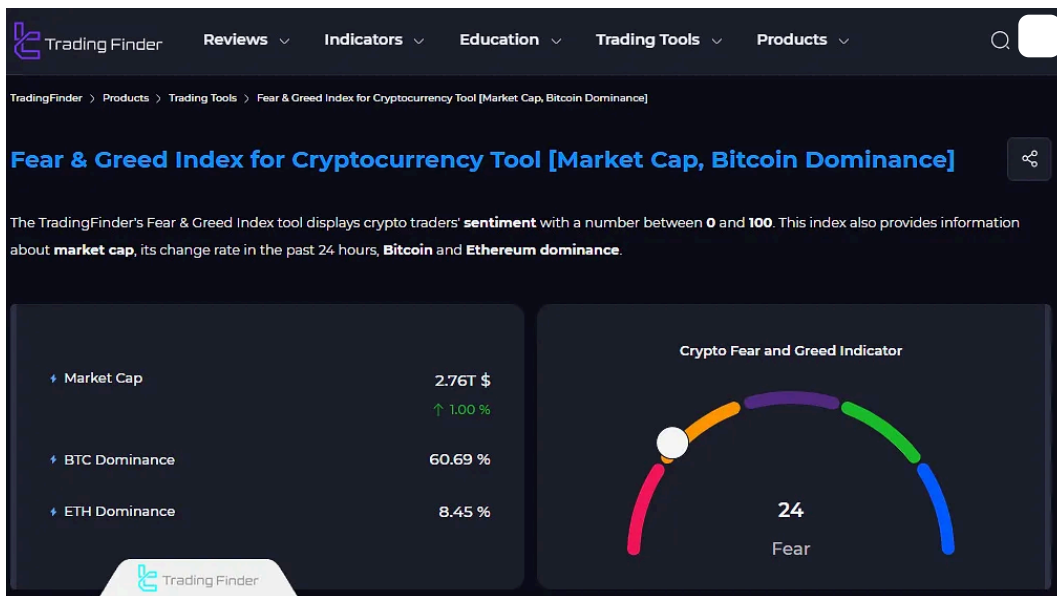 Trading Finder
Reviews Indicators Education Trading Tools Products
TradingFinder > Products > Trading Tools > Fear & Greed Index for Cryptocurrency Tool [Market Cap, Bitcoin Dominance]
Fear & Greed Index for Cryptocurrency Tool [Market Cap, Bitcoin Dominance]
The TradingFinder's Fear & Greed Index tool displays crypto traders' sentiment with a number between 0 and 100. This index also provides information
about market cap, its change rate in the past 24 hours, Bitcoin and Ethereum dominance.
Market Cap 2.76T $
↑ 1.00 %
BTC Dominance 60.69 %
ETH Dominance 8.45 %
Crypto Fear and Greed Indicator
24
Fear
Trading Finder